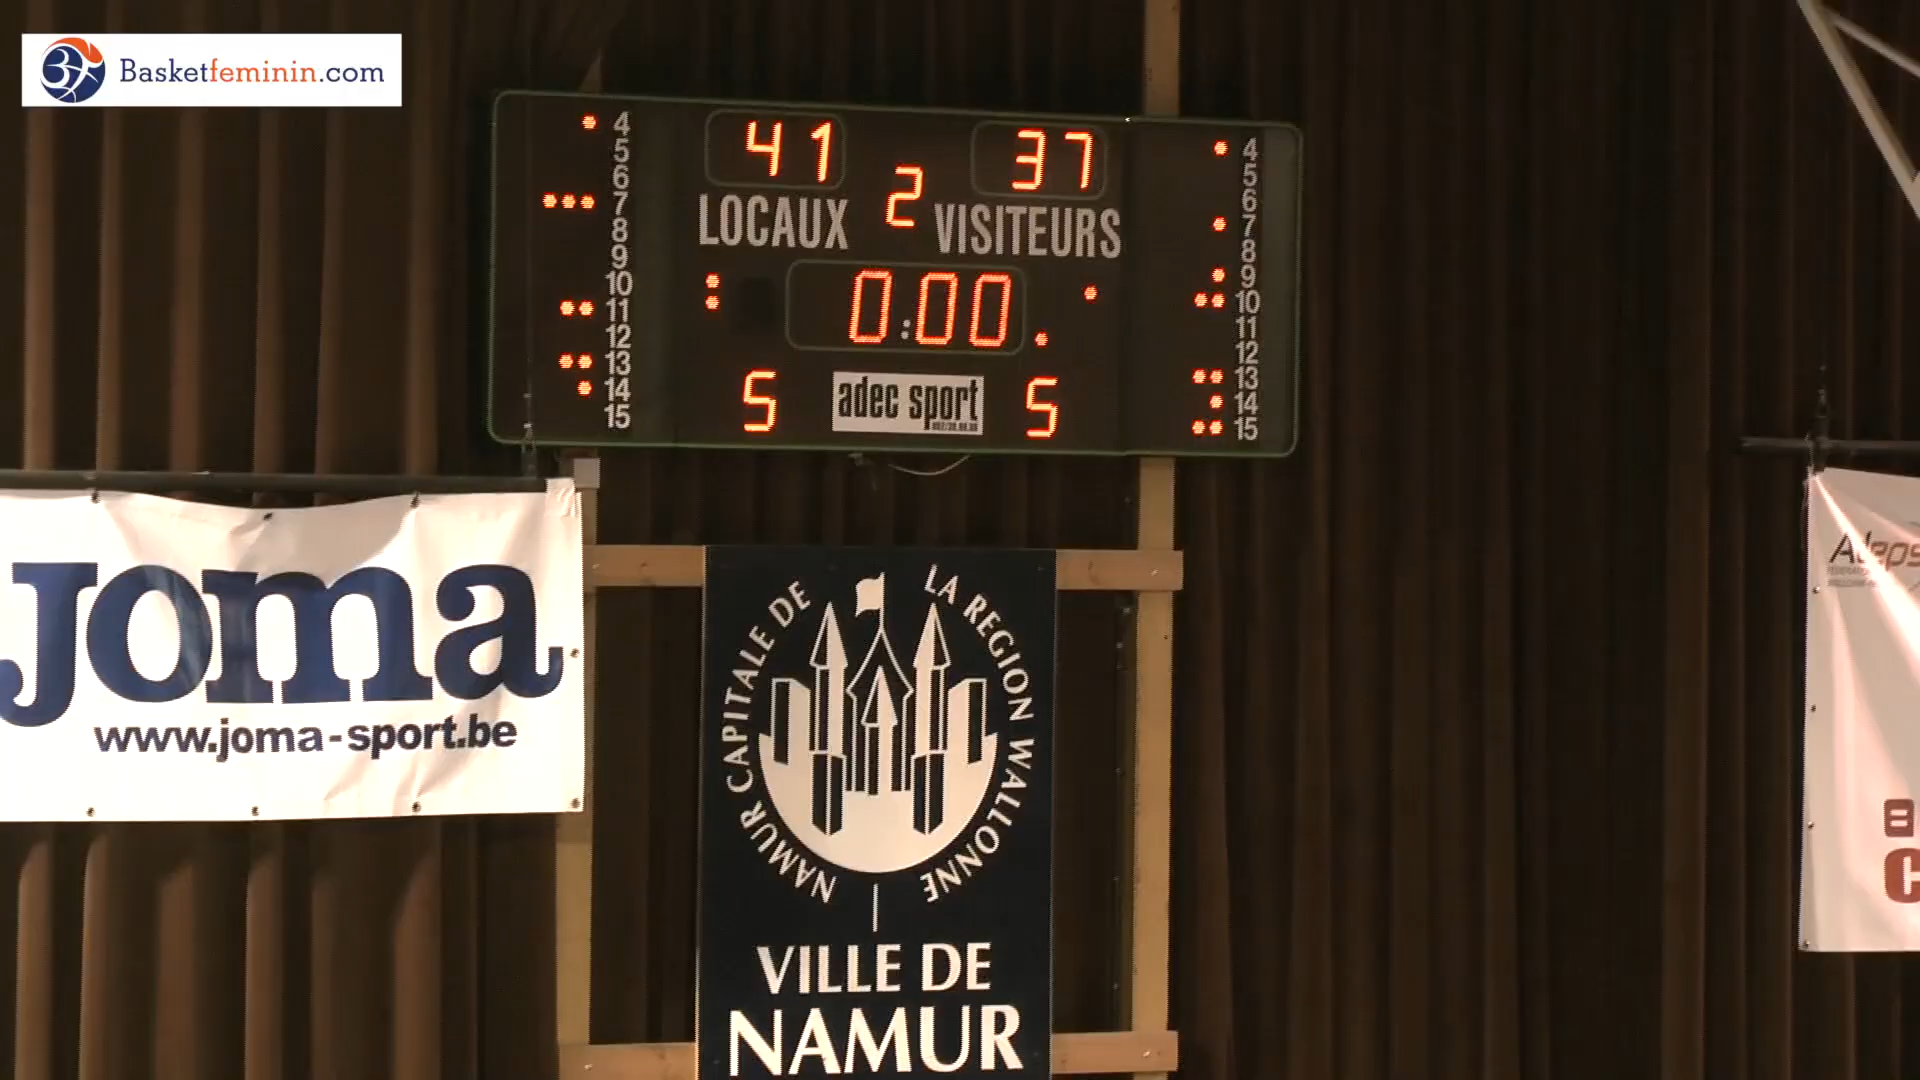 Basketfeminin.com
41 2 37
LOCAUX VISITEURS
0:00
5 adec sport 5
4
5
6
7
8
9
10
11
12
13
14
15
4
5
6
7
8
9
10
11
12
13
14
15
Joma
www.joma-sport.be
NAMUR CAPITALE DE LA REGION WALLONNE
VILLE DE
NAMUR